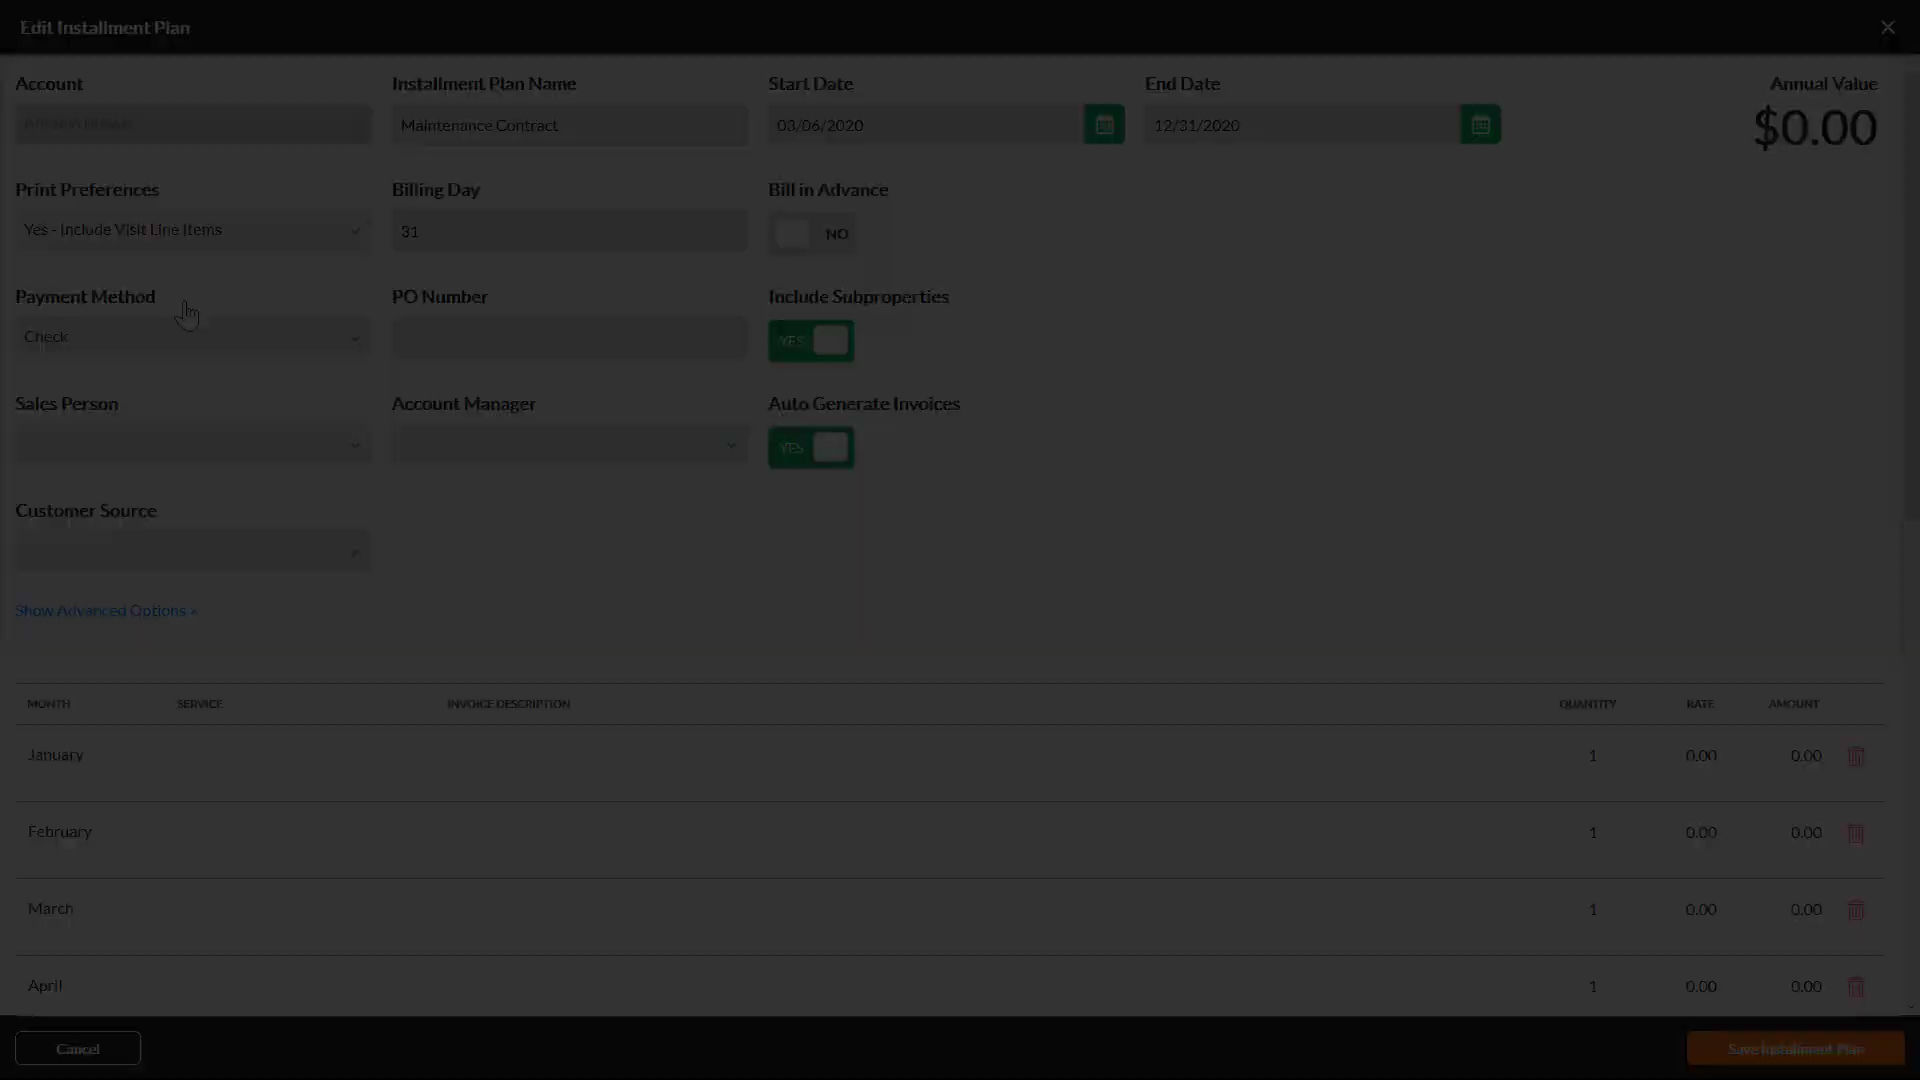 Edit Installment Plan
Account
Installment Plan Name
Start Date
End Date
Annual Value
Maintenance Contract
03/06/2020
12/31/2020
$0.00
Print Preferences
Billing Day
Bill in Advance
Yes - Include Visit Line Items
31
NO
Payment Method
PO Number
Include Subproperties
Check
YES
Sales Person
Account Manager
Auto Generate Invoices
YES
Customer Source
Show Advanced Options
MONTH SERVICE INVOICE DESCRIPTION QUANTITY RATE AMOUNT
January 1 0.00 0.00
February 1 0.00 0.00
March 1 0.00 0.00
April 1 0.00 0.00
Cancel
Save Installment Plan